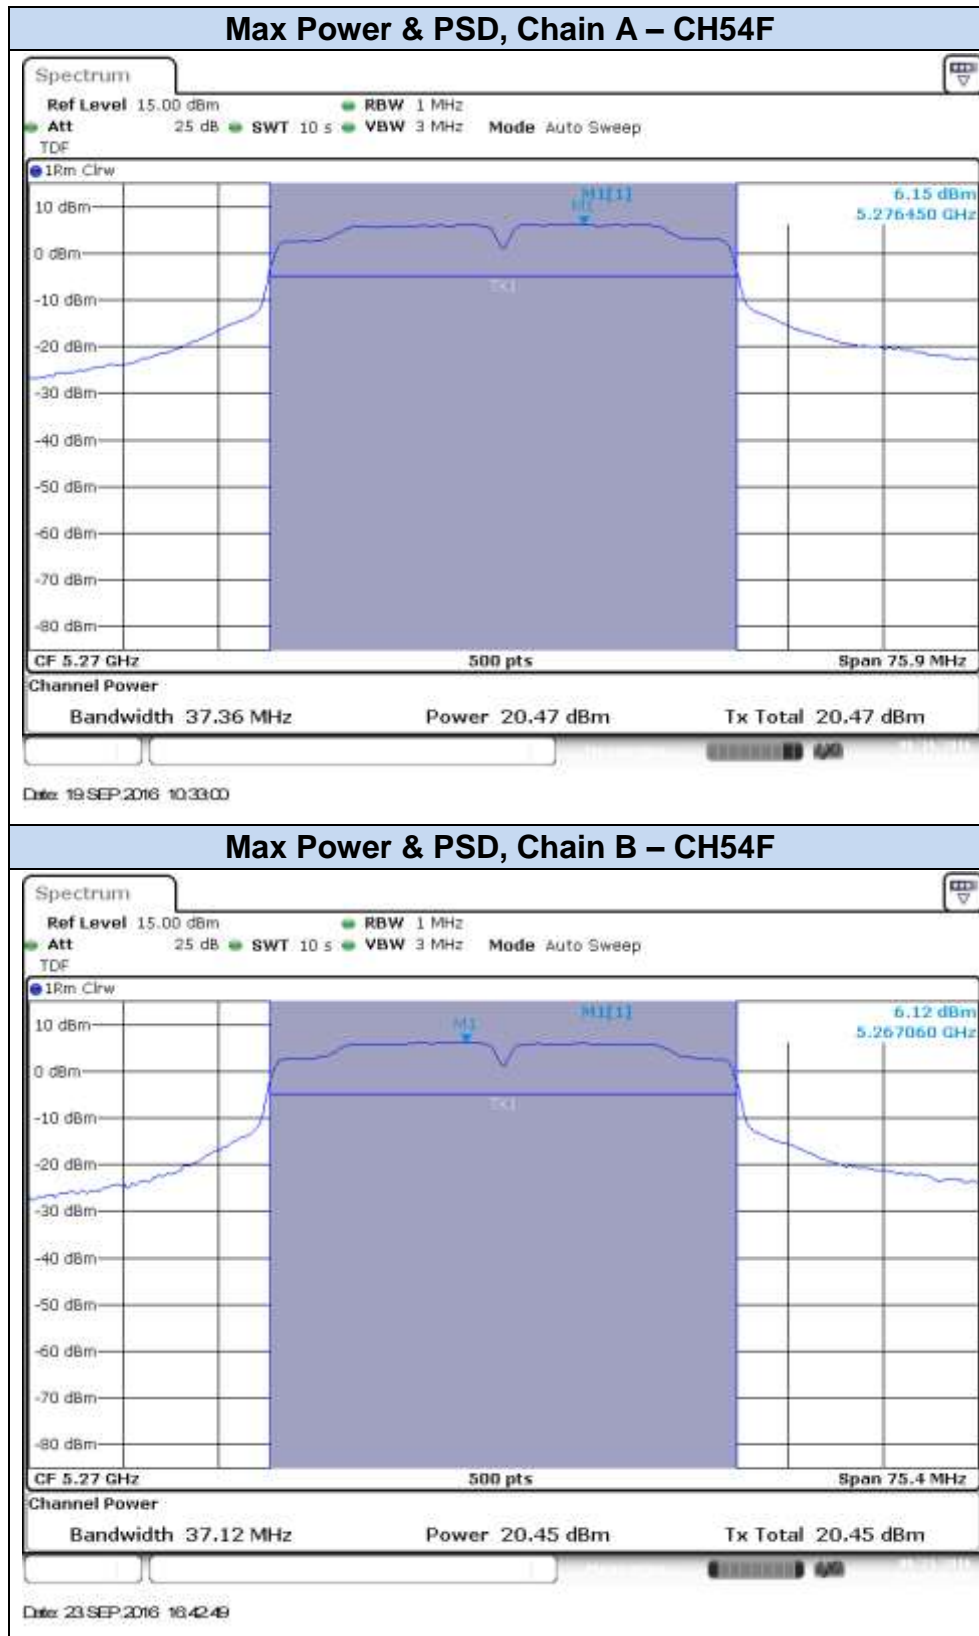 Max Power & PSD, Chain A – CH54F
Spectrum
Ref Level 15.00 dBm RBW 1 MHz
Att 25 dB SWT 10 s VBW 3 MHz Mode Auto Sweep
TDF
1Rm Clrw
M1[1] 6.15 dBm
M1
5.276450 GHz
10 dBm
0 dBm
TX1
-10 dBm
-20 dBm
-30 dBm
-40 dBm
-50 dBm
-60 dBm
-70 dBm
-80 dBm
CF 5.27 GHz 500 pts Span 75.9 MHz
Channel Power
Bandwidth 37.36 MHz Power 20.47 dBm Tx Total 20.47 dBm
Date: 19.SEP.2016 10:33:00
Max Power & PSD, Chain B – CH54F
Spectrum
Ref Level 15.00 dBm RBW 1 MHz
Att 25 dB SWT 10 s VBW 3 MHz Mode Auto Sweep
TDF
1Rm Clrw
M1[1] 6.12 dBm
M1
5.267060 GHz
10 dBm
0 dBm
TX1
-10 dBm
-20 dBm
-30 dBm
-40 dBm
-50 dBm
-60 dBm
-70 dBm
-80 dBm
CF 5.27 GHz 500 pts Span 75.4 MHz
Channel Power
Bandwidth 37.12 MHz Power 20.45 dBm Tx Total 20.45 dBm
Date: 23.SEP.2016 16:42:49